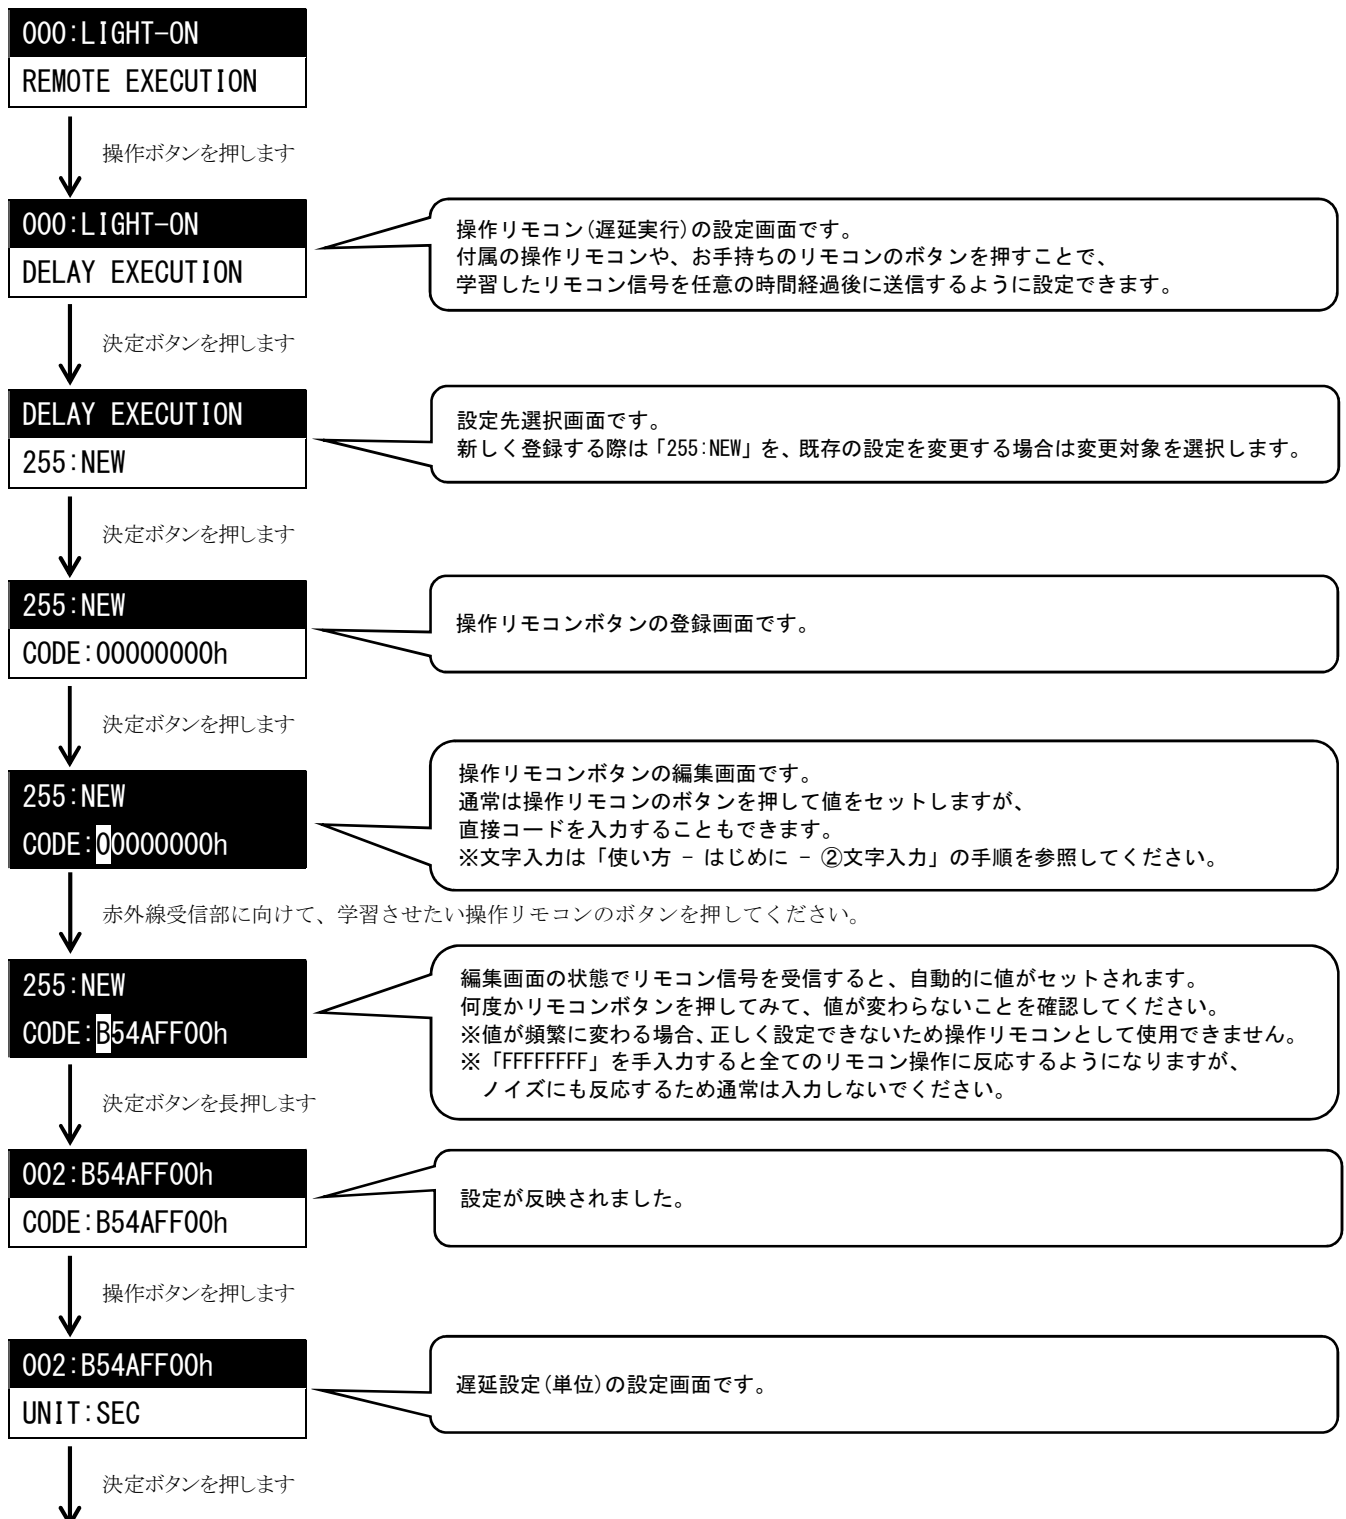 000:LIGHT-ON
REMOTE EXECUTION
操作ボタンを押します
000:LIGHT-ON
DELAY EXECUTION
操作リモコン(遅延実行)の設定画面です。
付属の操作リモコンや、お手持ちのリモコンのボタンを押すことで、
学習したリモコン信号を任意の時間経過後に送信するように設定できます。
決定ボタンを押します
DELAY EXECUTION
255:NEW
設定先選択画面です。
新しく登録する際は「255:NEW」を、既存の設定を変更する場合は変更対象を選択します。
決定ボタンを押します
255:NEW
CODE:00000000h
操作リモコンボタンの登録画面です。
決定ボタンを押します
255:NEW
CODE:00000000h
操作リモコンボタンの編集画面です。
通常は操作リモコンのボタンを押して値をセットしますが、
直接コードを入力することもできます。
※文字入力は「使い方 - はじめに - ②文字入力」の手順を参照してください。
赤外線受信部に向けて、学習させたい操作リモコンのボタンを押してください。
255:NEW
CODE:B54AFF00h
編集画面の状態でリモコン信号を受信すると、自動的に値がセットされます。
何度かリモコンボタンを押してみて、値が変わらないことを確認してください。
※値が頻繁に変わる場合、正しく設定できないため操作リモコンとして使用できません。
※「FFFFFFFF」を手入力すると全てのリモコン操作に反応するようになりますが、
ノイズにも反応するため通常は入力しないでください。
決定ボタンを長押します
002:B54AFF00h
CODE:B54AFF00h
設定が反映されました。
操作ボタンを押します
002:B54AFF00h
UNIT:SEC
遅延設定(単位)の設定画面です。
決定ボタンを押します